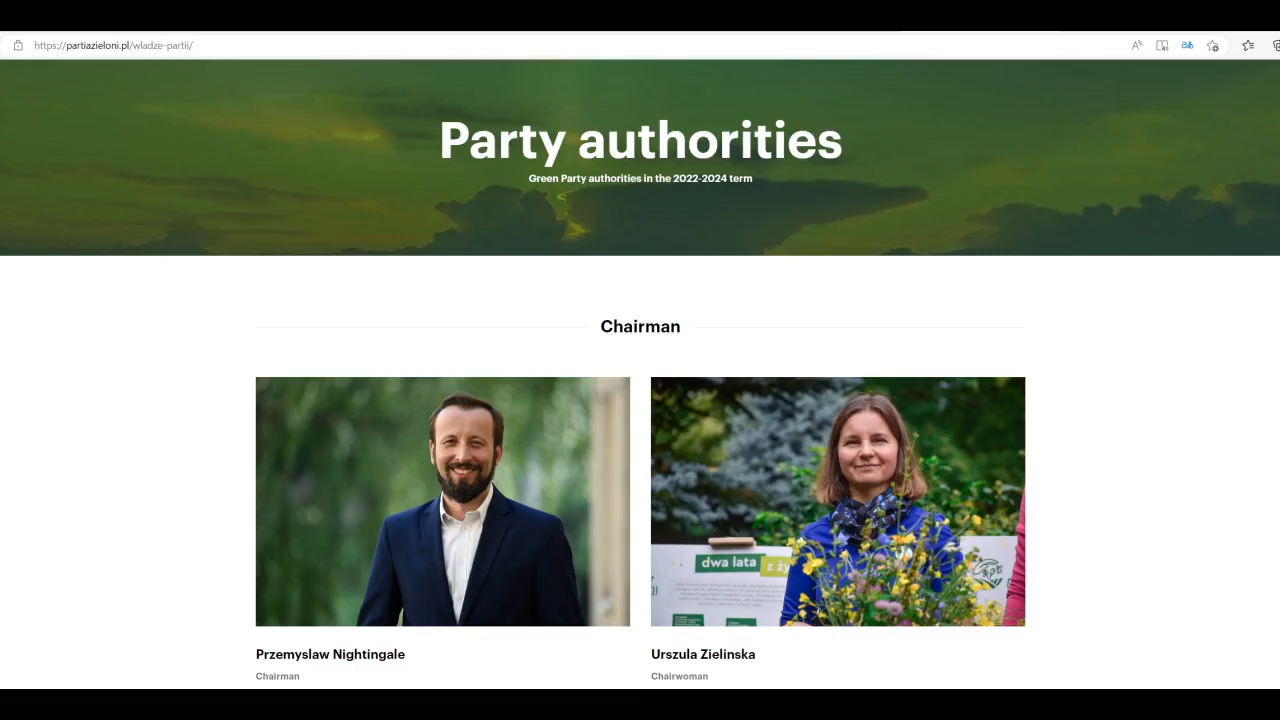 https://partiazieloni.pl/wladze-partii/
Party authorities
Green Party authorities in the 2022-2024 term
Chairman
dwa lata
z ży
Przemyslaw Nightingale
Urszula Zielinska
Chairman
Chairwoman